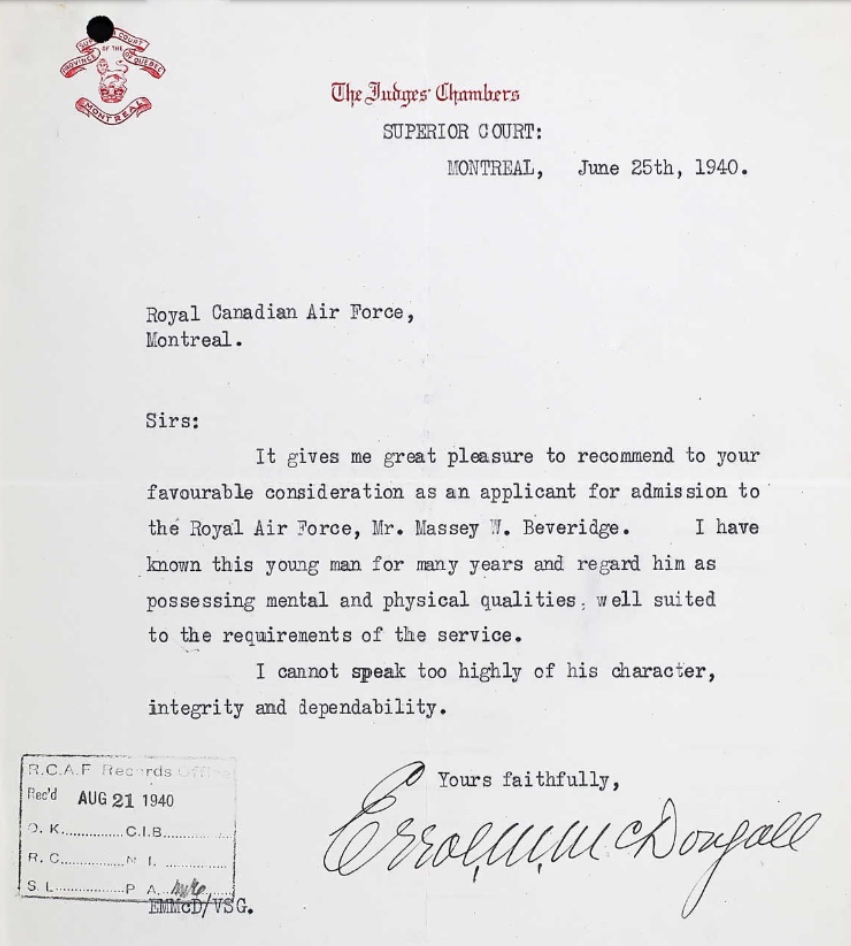 SUPERIOR COURT
OF THE
PROVINCE OF QUEBEC
MONTREAL
The Judges' Chambers
SUPERIOR COURT:
MONTREAL, June 25th, 1940.
Royal Canadian Air Force,
Montreal.
Sirs:
It gives me great pleasure to recommend to your
favourable consideration as an applicant for admission to
the Royal Air Force, Mr. Massey W. Beveridge. I have
known this young man for many years and regard him as
possessing mental and physical qualities, well suited
to the requirements of the service.
I cannot speak too highly of his character,
integrity and dependability.
Yours faithfully,
Errol M. McDougall
R.C.A.F Records Office
Rec'd AUG 21 1940
O. K. C.I.B.
R. C. N I.
S. L. P A.
EMMcD/VSG.